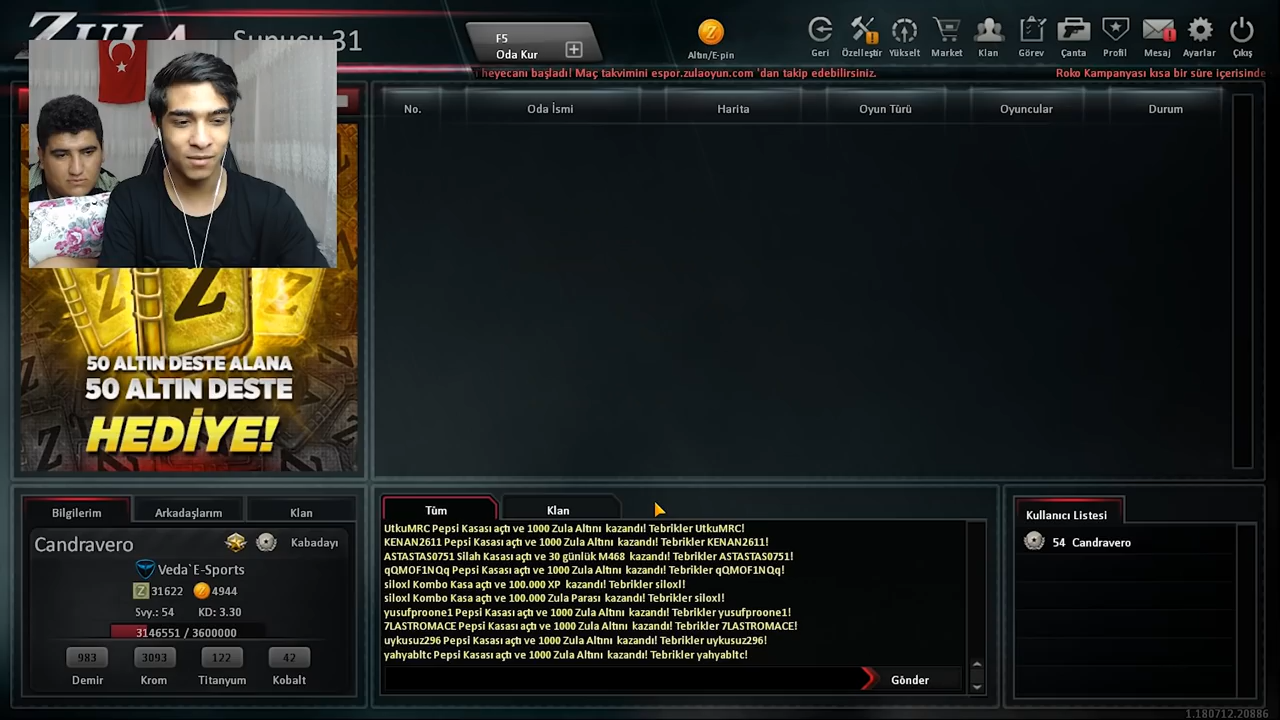 ZULA
Sunucu 31
F5
Oda Kur
Altın/E-pin
Geri
Özelleştir
Yükselt
Market
Klan
Görev
Çanta
Profil
Mesaj
Ayarlar
Çıkış
ı heyecanı başladı! Maç takvimini espor.zulaoyun.com 'dan takip edebilirsiniz.
Roko Kampanyası kısa bir süre içerisinde
No.
Oda İsmi
Harita
Oyun Türü
Oyuncular
Durum
Z
50 ALTIN DESTE ALANA
50 ALTIN DESTE
HEDİYE!
Bilgilerim
Arkadaşlarım
Klan
Candravero
Kabadayı
Veda`E-Sports
31622
4944
Svy.: 54
KD: 3.30
3146551 / 3600000
983
3093
122
42
Demir
Krom
Titanyum
Kobalt
Tüm
Klan
UtkuMRC Pepsi Kasası açtı ve 1000 Zula Altını kazandı! Tebrikler UtkuMRC!
KENAN2611 Pepsi Kasası açtı ve 1000 Zula Altını kazandı! Tebrikler KENAN2611!
ASTASTAS0751 Silah Kasası açtı ve 30 günlük M468 kazandı! Tebrikler ASTASTAS0751!
qQMOF1NQq Pepsi Kasası açtı ve 1000 Zula Altını kazandı! Tebrikler qQMOF1NQq!
siloxl Kombo Kasa açtı ve 100.000 XP kazandı! Tebrikler siloxl!
siloxl Kombo Kasa açtı ve 100.000 Zula Parası kazandı! Tebrikler siloxl!
yusufproone1 Pepsi Kasası açtı ve 1000 Zula Altını kazandı! Tebrikler yusufproone1!
7LASTROMACE Pepsi Kasası açtı ve 1000 Zula Altını kazandı! Tebrikler 7LASTROMACE!
uykusuz296 Pepsi Kasası açtı ve 1000 Zula Altını kazandı! Tebrikler uykusuz296!
yahyabltc Pepsi Kasası açtı ve 1000 Zula Altını kazandı! Tebrikler yahyabltc!
Gönder
Kullanıcı Listesi
54 Candravero
1.180712.20886